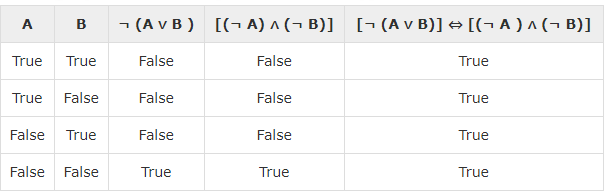 A B ¬ (A ∨ B ) [(¬ A) ∧ (¬ B)] [¬ (A ∨ B)] ⇔ [(¬ A ) ∧ (¬ B)]
True True False False True
True False False False True
False True False False True
False False True True True